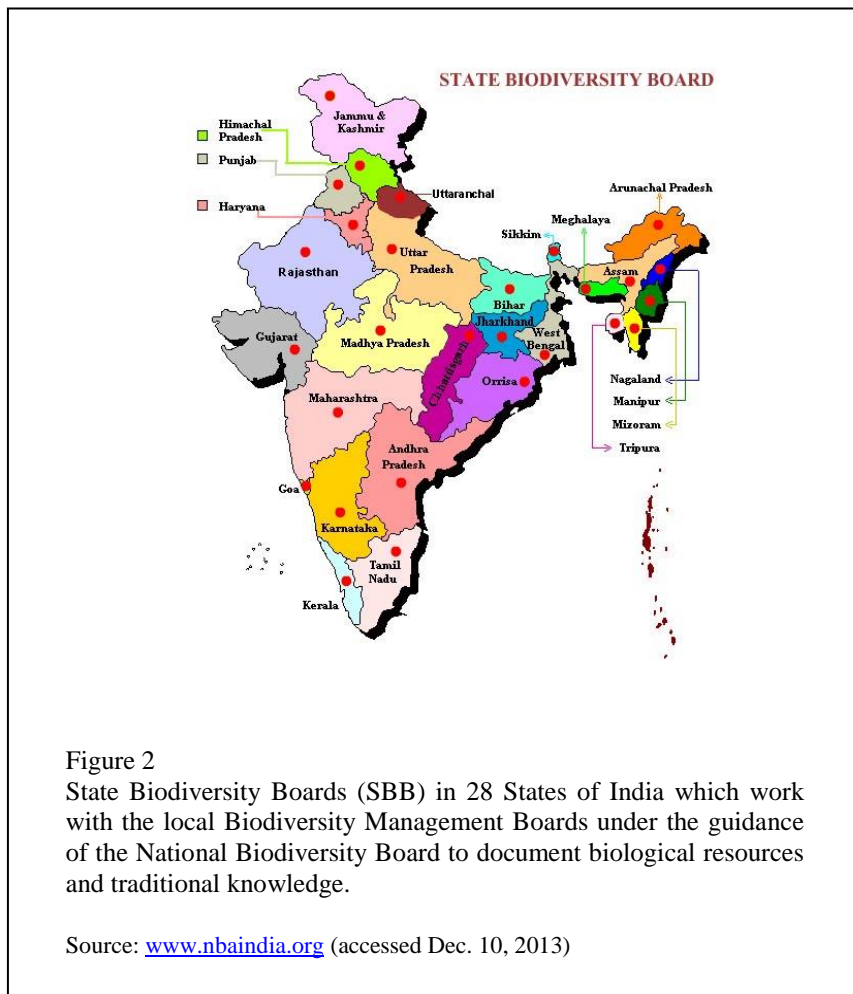 STATE BIODIVERSITY BOARD
Jammu &
Kashmir
Himachal
Pradesh
Punjab
Haryana
Uttaranchal
Arunachal Pradesh
Meghalaya
Sikkim
Assam
Rajasthan
Uttar
Pradesh
Bihar
Jharkhand
West
Bengal
Gujarat
Madhya Pradesh
Chhattisgarh
Orrisa
Nagaland
Manipur
Mizoram
Tripura
Maharashtra
Andhra
Pradesh
Goa
Karnataka
Tamil
Nadu
Kerala
Figure 2
State Biodiversity Boards (SBB) in 28 States of India which work
with the local Biodiversity Management Boards under the guidance
of the National Biodiversity Board to document biological resources
and traditional knowledge.
Source: www.nbaindia.org (accessed Dec. 10, 2013)